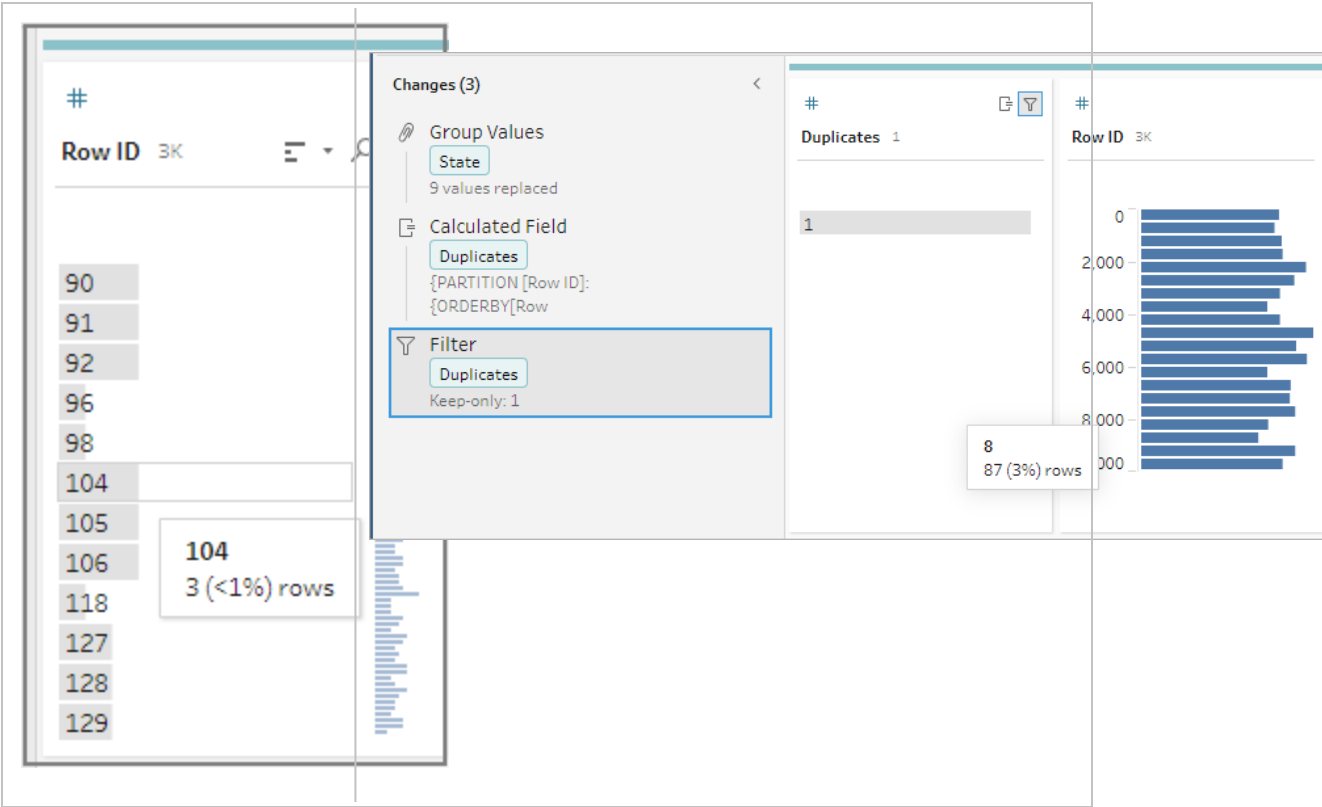 #
Row ID 3K
90
91
92
96
98
104
105
106
118
127
128
129
104
3 (<1%) rows
Changes (3)
Group Values
State
9 values replaced
Calculated Field
Duplicates
{PARTITION [Row ID]:
{ORDERBY[Row
Filter
Duplicates
Keep-only: 1
#
Duplicates 1
1
8
87 (3%) rows
#
Row ID 3K
0
2,000
4,000
6,000
8,000
000